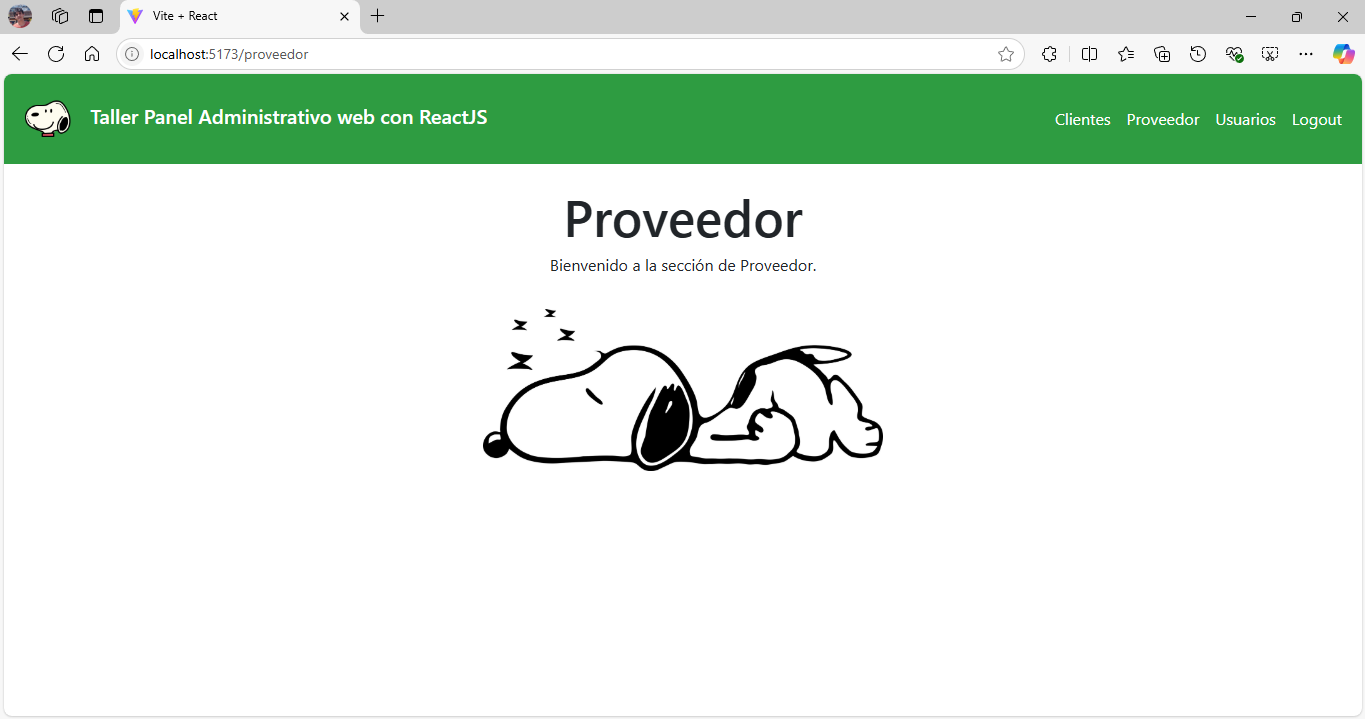 Vite + React
localhost:5173/proveedor
Taller Panel Administrativo web con ReactJS
Clientes Proveedor Usuarios Logout
Proveedor
Bienvenido a la sección de Proveedor.
z
z
z
z